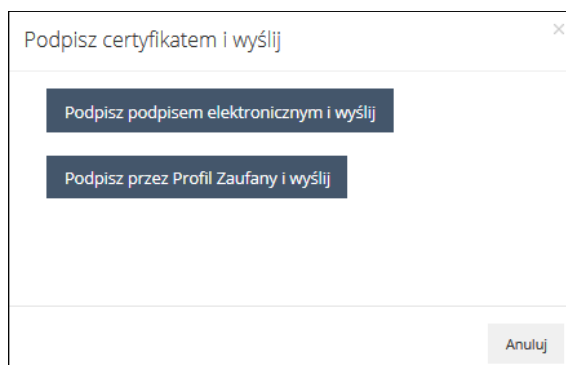 Podpisz certyfikatem i wyślij
Podpisz podpisem elektronicznym i wyślij
Podpisz przez Profil Zaufany i wyślij
Anuluj